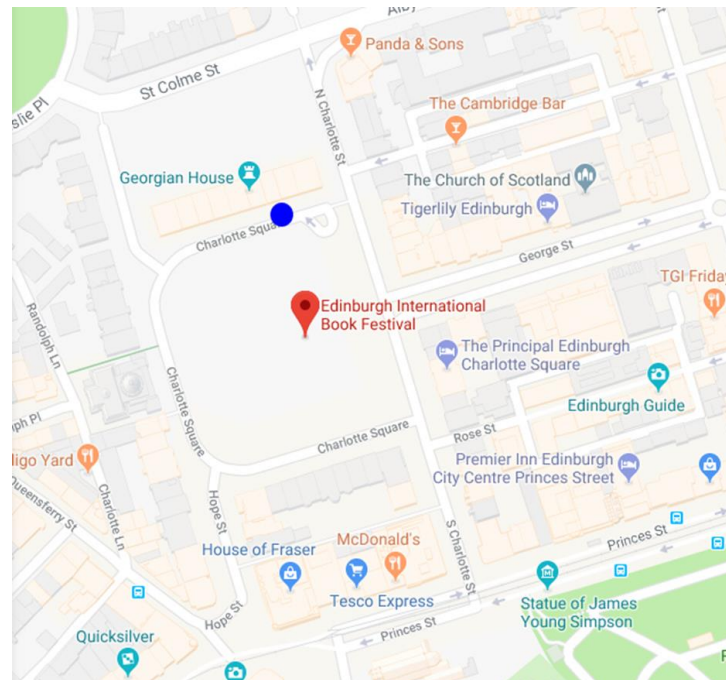 Panda & Sons
St Colme St
N Charlotte St
The Cambridge Bar
Georgian House
The Church of Scotland
Tigerlily Edinburgh
Charlotte Square
George St
TGI Friday
Edinburgh International
Book Festival
Randolph Ln
The Principal Edinburgh
Charlotte Square
Edinburgh Guide
Charlotte Square
Charlotte Square
Rose St
ligo Yard
Premier Inn Edinburgh
City Centre Princes Street
Queensferry St
Charlotte Ln
Hope St
House of Fraser
McDonald's
S Charlotte St
Princes St
Tesco Express
Statue of James
Young Simpson
Hope St
Princes St
Quicksilver